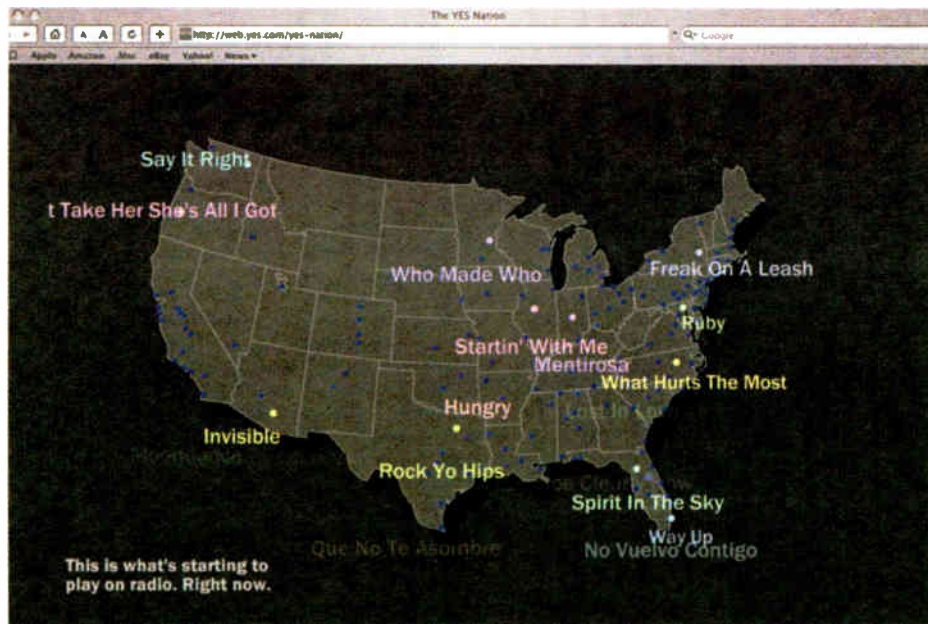 The YES Nation
A A
http://web.yes.com/yes-nation/
Google
Apple Amazon .Mac eBay Yahoo! News
Say It Right
t Take Her She's All I Got
Who Made Who
Freak On A Leash
Ruby
Startin' With Me
Mentirosa
What Hurts The Most
Hungry
Lost In
Invisible
Rock Yo Hips
Spirit In The Sky
Way Up
Que No Te Asombre
No Vuelvo Contigo
This is what's starting to
play on radio. Right now.